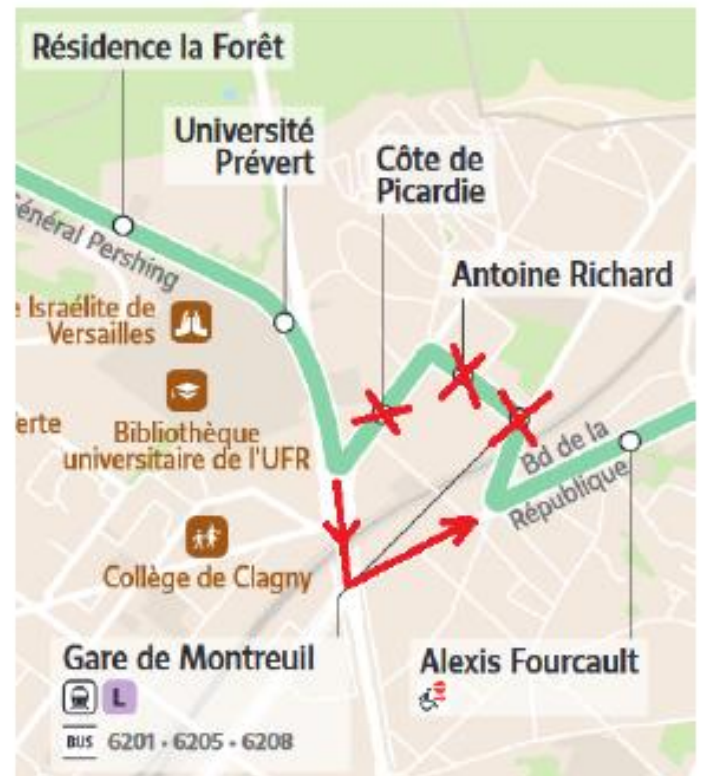 Résidence la Forêt
Université
Prévert
Côte de
Picardie
Général Pershing
Antoine Richard
Israélite de
Versailles
Bibliothèque
universitaire de l'UFR
Bd de la
République
Collège de Clagny
Gare de Montreuil
L
BUS 6201 - 6205 - 6208
Alexis Fourcault